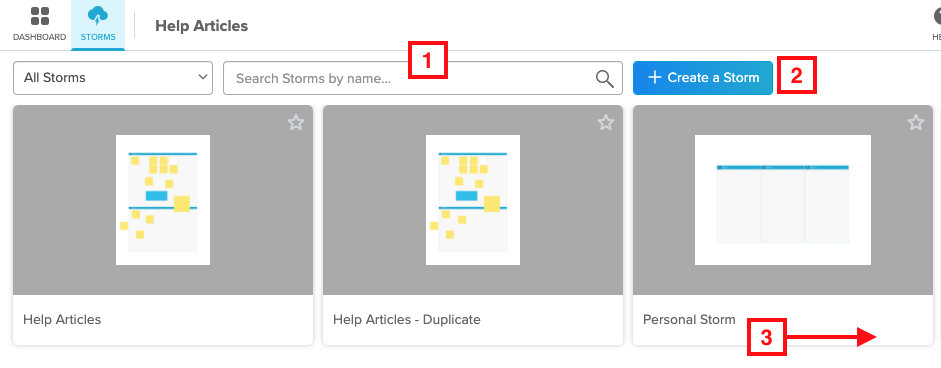 DASHBOARD
STORMS
Help Articles
HE
1
All Storms
Search Storms by name...
+ Create a Storm
2
Help Articles
Help Articles - Duplicate
Personal Storm
3